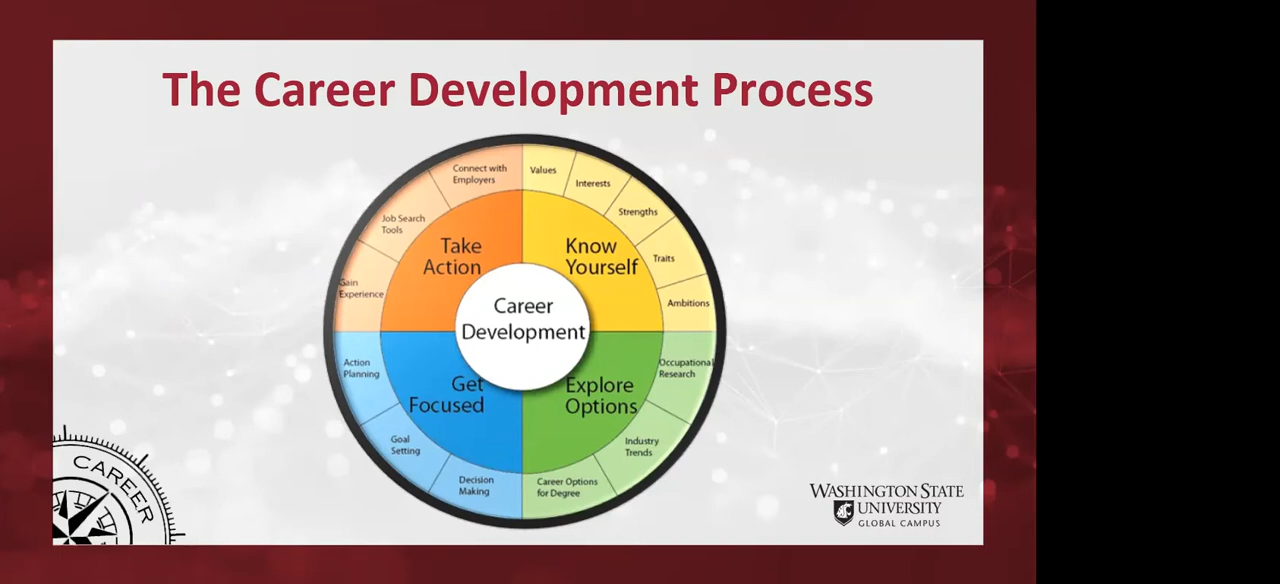 The Career Development Process
Connect with
Employers
Values
Interests
Strengths
Job Search
Tools
Traits
Take
Action
Know
Yourself
Gain
Experience
Ambitions
Career
Development
Action
Planning
Occupational
Research
Get
Focused
Explore
Options
Goal
Setting
Industry
Trends
Decision
Making
Career Options
for Degree
CAREER
WASHINGTON STATE
UNIVERSITY
GLOBAL CAMPUS